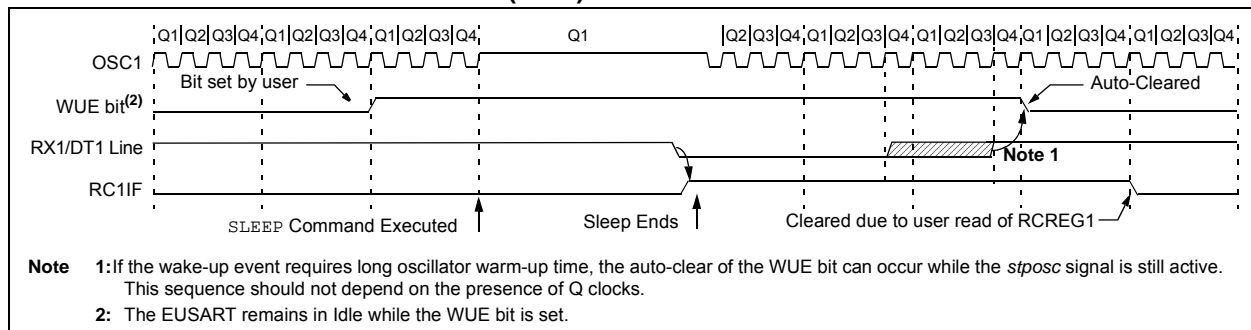 Q1 Q2 Q3 Q4 Q1 Q2 Q3 Q4 Q1 Q2 Q3 Q4 Q1 Q2 Q3 Q4 Q1 Q2 Q3 Q4 Q1 Q2 Q3 Q4 Q1 Q2 Q3 Q4 Q1 Q2 Q3 Q4
OSC1
Bit set by user
Auto-Cleared
WUE bit(2)
RX1/DT1 Line
Note 1
RC1IF
SLEEP Command Executed
Sleep Ends
Cleared due to user read of RCREG1
Note 1: If the wake-up event requires long oscillator warm-up time, the auto-clear of the WUE bit can occur while the stposc signal is still active.
This sequence should not depend on the presence of Q clocks.
2: The EUSART remains in Idle while the WUE bit is set.